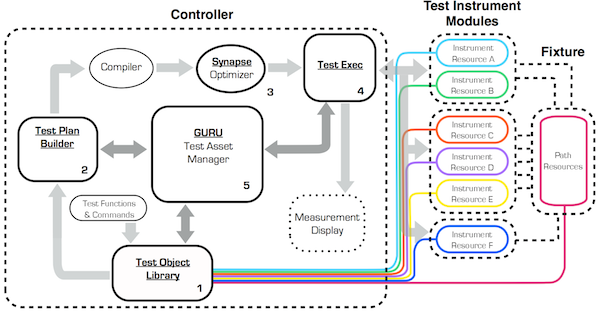 Controller
Test Instrument
Modules
Fixture
Compiler
Synapse
Optimizer
3
Test Exec
4
Instrument
Resource A
Instrument
Resource B
Test Plan
Builder
2
GURU
Test Asset
Manager
5
Instrument
Resource C
Instrument
Resource D
Instrument
Resource E
Path
Resources
Test Functions
& Commands
Measurement
Display
Instrument
Resource F
Test Object
Library
1